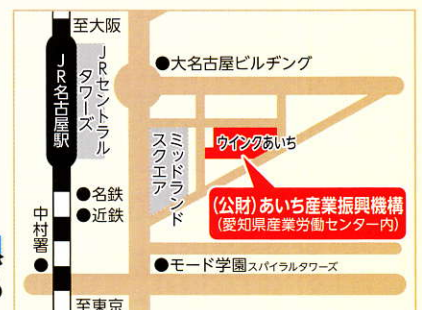 至大阪
JR名古屋駅
JRセントラル
タワーズ
●大名古屋ビルヂング
ミッドランド
スクエア
ウインクあいち
(公財)あいち産業振興機構
(愛知県産業労働センター内)
●名鉄
●近鉄
中村署
●モード学園スパイラルタワーズ
至東京